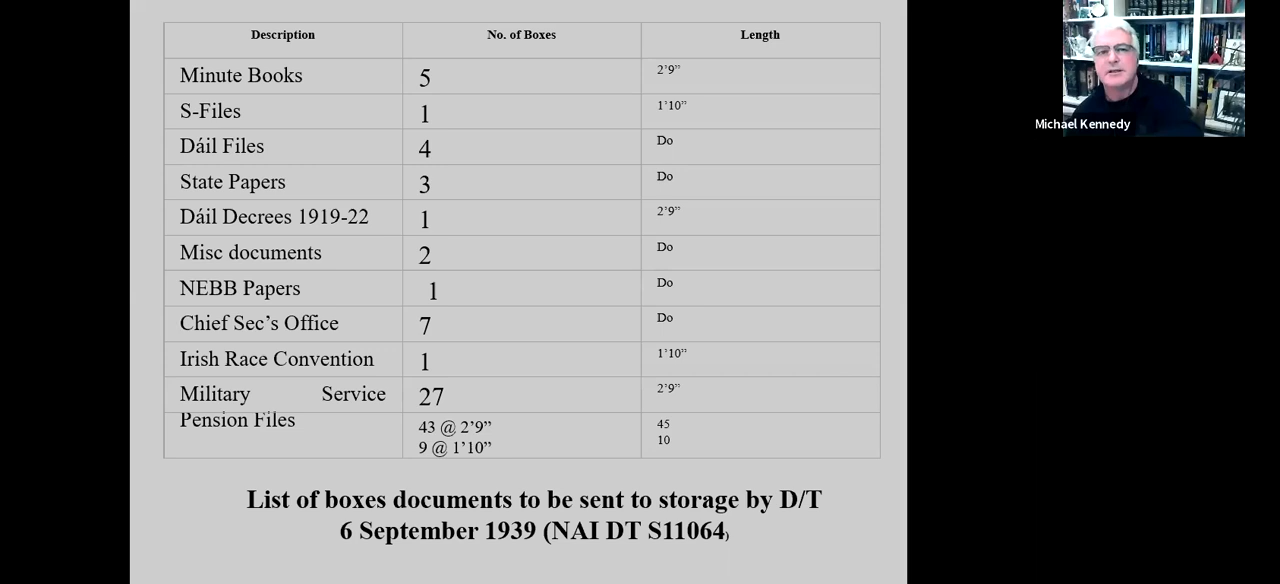 Description No. of Boxes Length
Minute Books 5 2’9”
S-Files 1 1’10”
Dáil Files 4 Do
State Papers 3 Do
Dáil Decrees 1919-22 1 2’9”
Misc documents 2 Do
NEBB Papers 1 Do
Chief Sec’s Office 7 Do
Irish Race Convention 1 1’10”
Military Service 27 2’9”
Pension Files
43 @ 2’9” 45
9 @ 1’10” 10
List of boxes documents to be sent to storage by D/T
6 September 1939 (NAI DT S11064)
Michael Kennedy